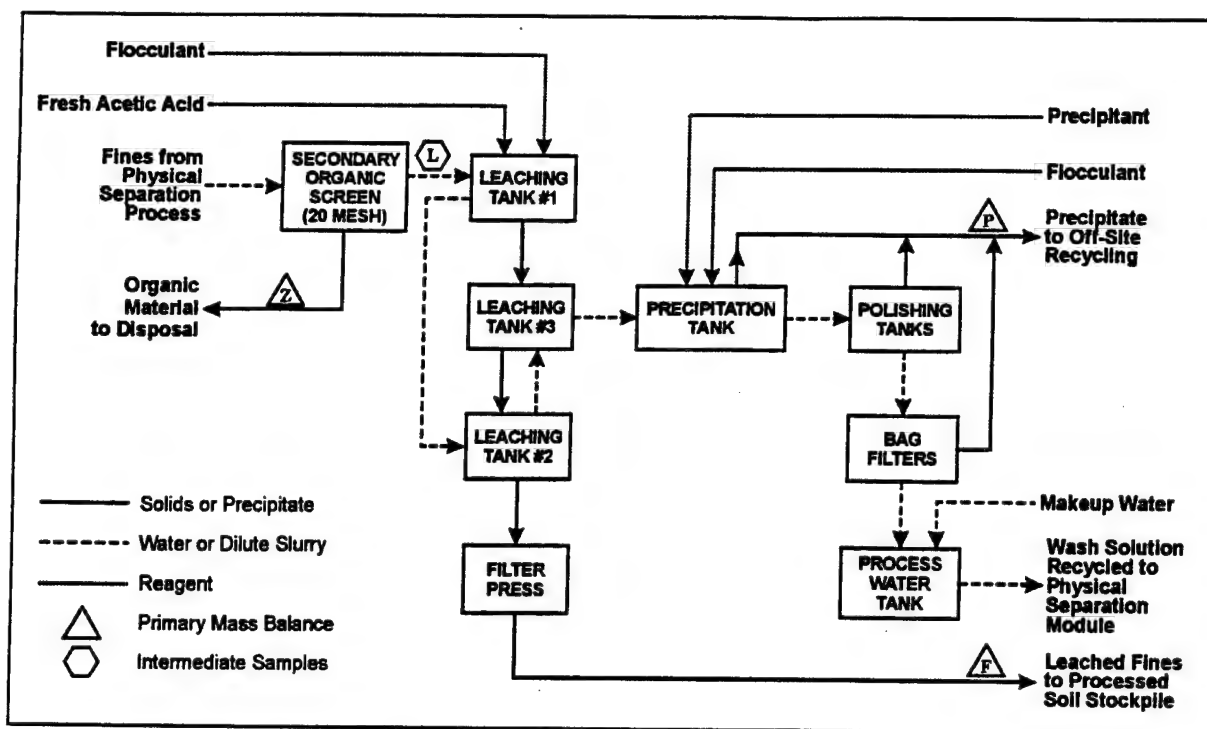 Flocculant
Fresh Acetic Acid
Fines from
Physical
Separation
Process
SECONDARY
ORGANIC
SCREEN
(20 MESH)
L
LEACHING
TANK #1
Precipitant
Flocculant
P
Precipitate
to Off-Site
Recycling
Organic
Material
to Disposal
Z
LEACHING
TANK #3
PRECIPITATION
TANK
POLISHING
TANKS
LEACHING
TANK #2
BAG
FILTERS
Solids or Precipitate
Water or Dilute Slurry
Reagent
Primary Mass Balance
Intermediate Samples
FILTER
PRESS
Makeup Water
PROCESS
WATER
TANK
Wash Solution
Recycled to
Physical
Separation
Module
F
Leached Fines
to Processed
Soil Stockpile